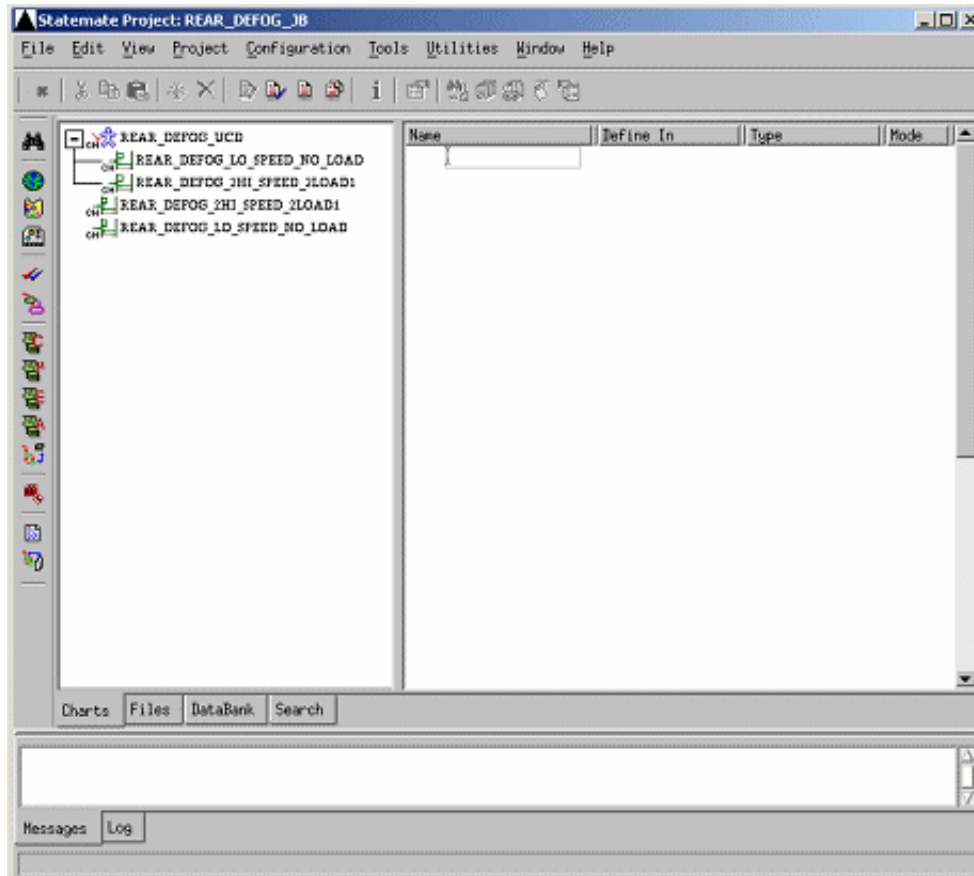 Statemate Project: REAR_DEFOG_JB
File Edit View Project Configuration Tools Utilities Window Help
REAR_DEFOG_UCD
REAR_DEFOG_LO_SPEED_NO_LOAD
REAR_DEFOG_2HI_SPEED_2LOAD1
REAR_DEFOG_2HI_SPEED_2LOAD1
REAR_DEFOG_LO_SPEED_NO_LOAD
Name Define In Type Mode
Charts Files DataBank Search
Messages Log